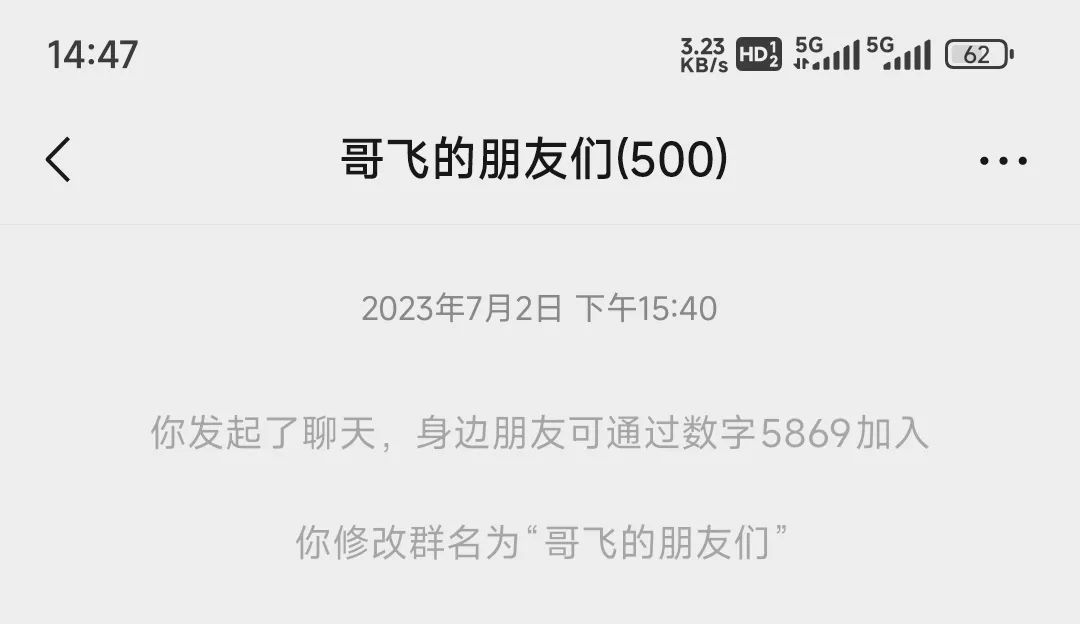 14:47 3.23 KB/s HD 1 2 5G 5G 62
哥飞的朋友们(500)
2023年7月2日 下午15:40
你发起了聊天，身边朋友可通过数字5869加入
你修改群名为“哥飞的朋友们”